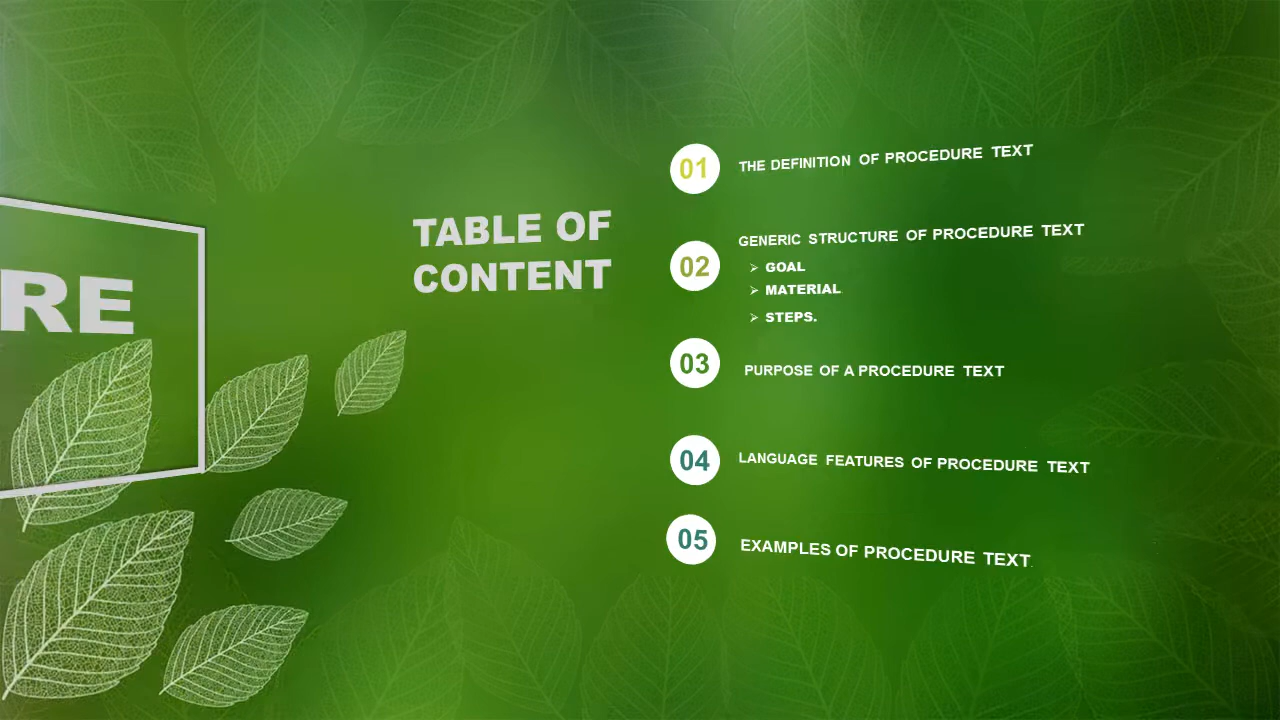 RE
TABLE OF
CONTENT
01
THE DEFINITION OF PROCEDURE TEXT
02
GENERIC STRUCTURE OF PROCEDURE TEXT
➢ GOAL
➢ MATERIAL
➢ STEPS.
03
PURPOSE OF A PROCEDURE TEXT
04
LANGUAGE FEATURES OF PROCEDURE TEXT
05
EXAMPLES OF PROCEDURE TEXT.